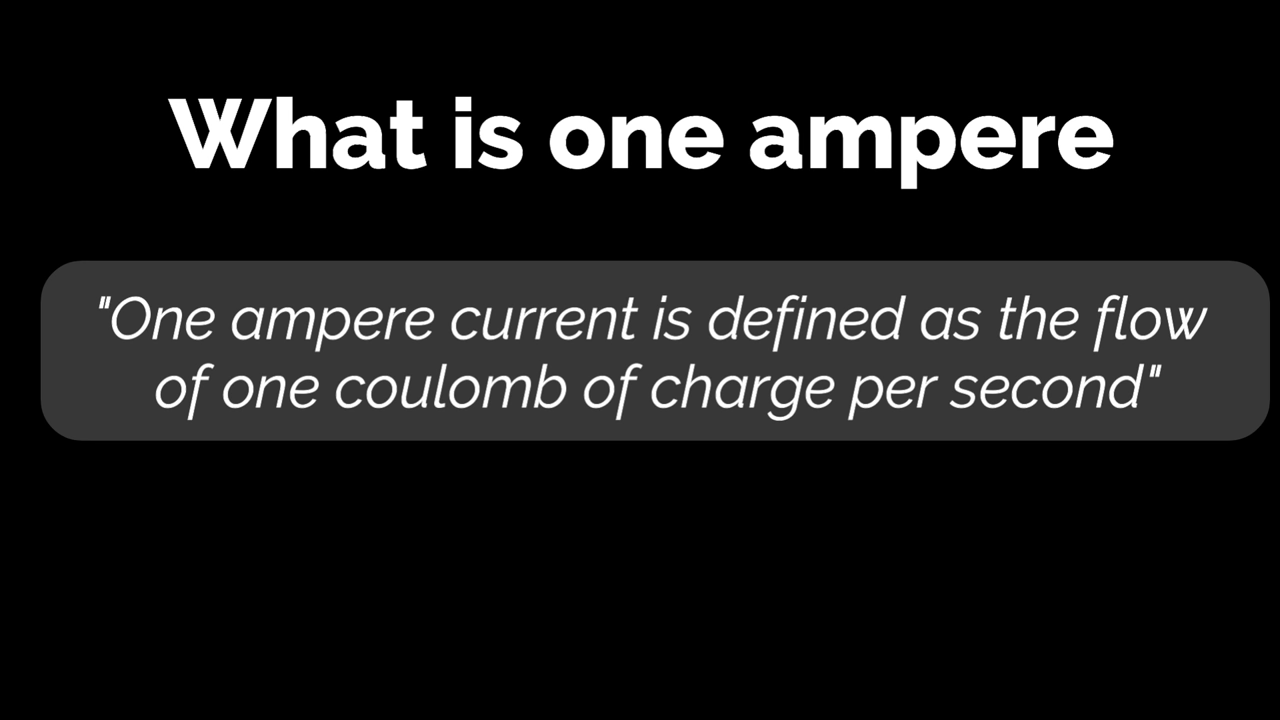 What is one ampere
"One ampere current is defined as the flow
of one coulomb of charge per second"